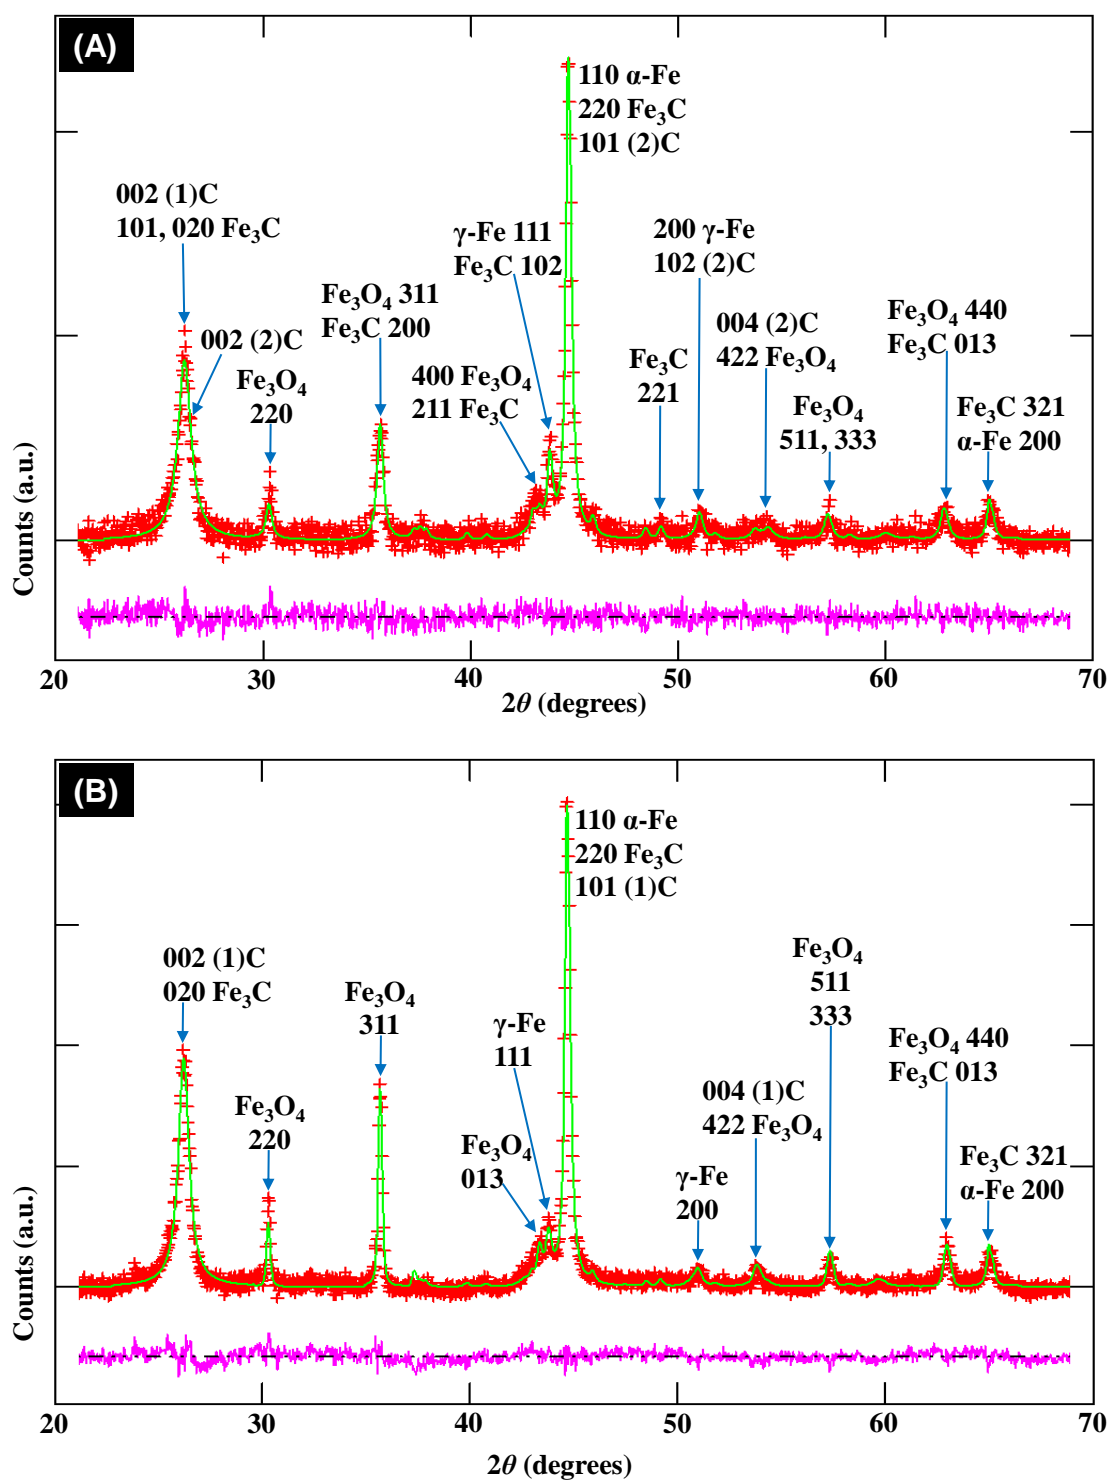 (A)
110 α-Fe
220 Fe₃C
101 (2)C
002 (1)C
101, 020 Fe₃C
002 (2)C
Fe₃O₄
220
Fe₃O₄ 311
Fe₃C 200
γ-Fe 111
Fe₃C 102
400 Fe₃O₄
211 Fe₃C
200 γ-Fe
102 (2)C
Fe₃C
221
004 (2)C
422 Fe₃O₄
Fe₃O₄
511, 333
Fe₃O₄ 440
Fe₃C 013
Fe₃C 321
α-Fe 200
Counts (a.u.)
20 30 40 50 60 70
2θ (degrees)
(B)
110 α-Fe
220 Fe₃C
101 (1)C
002 (1)C
020 Fe₃C
Fe₃O₄
220
Fe₃O₄
311
γ-Fe
111
Fe₃O₄
013
γ-Fe
200
004 (1)C
422 Fe₃O₄
Fe₃O₄
511
333
Fe₃O₄ 440
Fe₃C 013
Fe₃C 321
α-Fe 200
Counts (a.u.)
20 30 40 50 60 70
2θ (degrees)